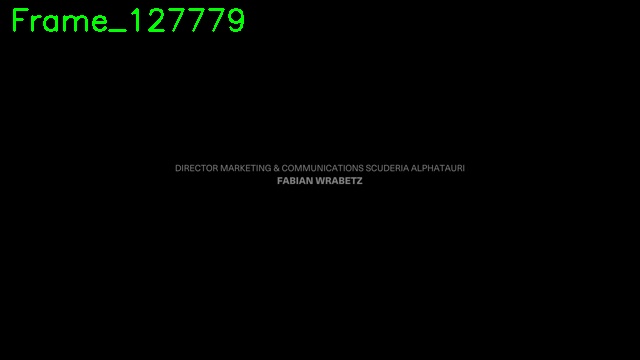 Frame_127779
DIRECTOR MARKETING & COMMUNICATIONS SCUDERIA ALPHATAURI
FABIAN WRABETZ